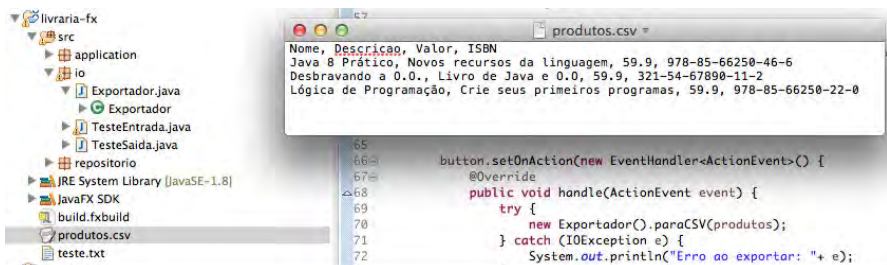 livraria-fx
src
application
io
Exportador.java
Exportador
TesteEntrada.java
TesteSaida.java
repositorio
JRE System Library [JavaSE-1.8]
JavaFX SDK
build.fxbuild
produtos.csv
teste.txt
57
produtos.csv
Nome, Descricao, Valor, ISBN
Java 8 Prático, Novos recursos da linguagem, 59.9, 978-85-66250-46-6
Desbravando a O.O., Livro de Java e O.O, 59.9, 321-54-67890-11-2
Lógica de Programação, Crie seus primeiros programas, 59.9, 978-85-66250-22-0
65
66 button.setOnAction(new EventHandler<ActionEvent>() {
67 @Override
68 public void handle(ActionEvent event) {
69 try {
70 new Exportador().paraCSV(produtos);
71 } catch (IOException e) {
72 System.out.println("Erro ao exportar: "+ e);